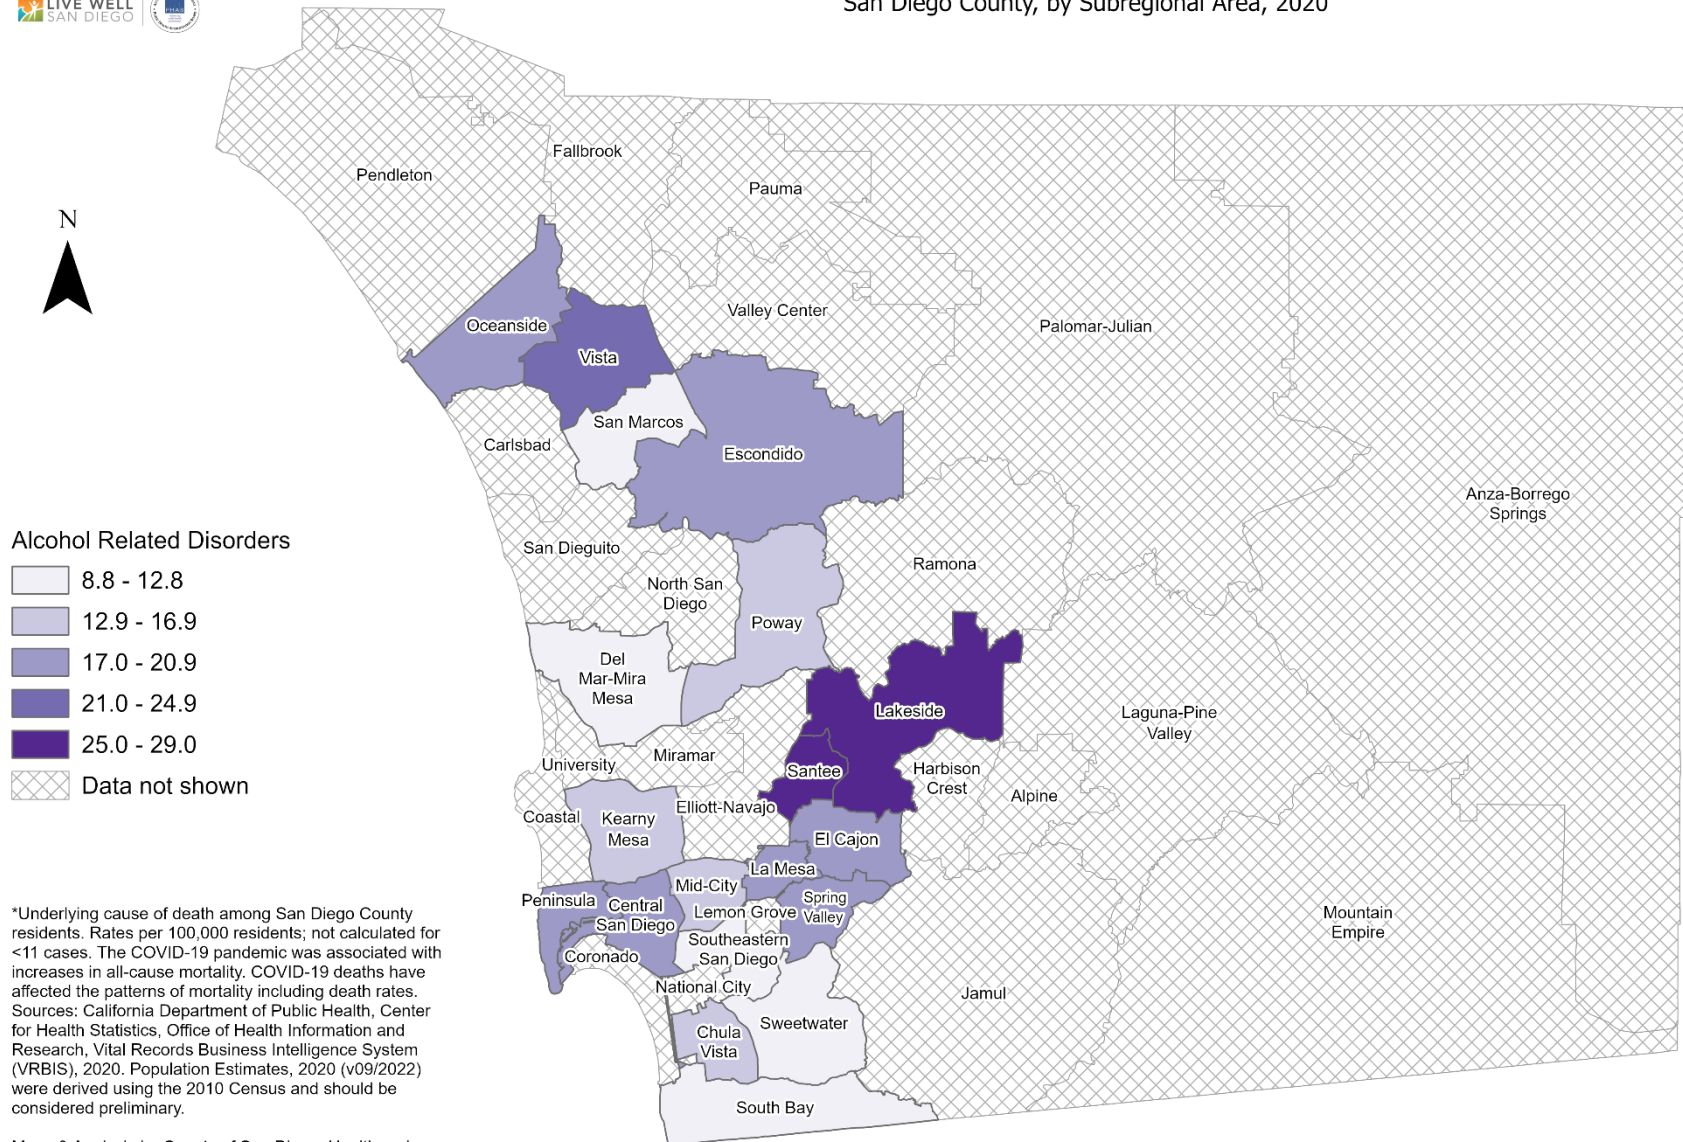 LIVE WELL
SAN DIEGO
San Diego County, by Subregional Area, 2020
N
Pendleton
Fallbrook
Pauma
Oceanside
Vista
Valley Center
Palomar-Julian
San Marcos
Carlsbad
Escondido
Anza-Borrego
Springs
San Dieguito
North San
Diego
Ramona
Poway
Del
Mar-Mira
Mesa
Lakeside
Laguna-Pine
Valley
University
Miramar
Santee
Harbison
Crest
Alpine
Coastal
Kearny
Mesa
Elliott-Navajo
El Cajon
La Mesa
Mid-City
Peninsula
Central
San Diego
Lemon Grove
Spring
Valley
Southeastern
San Diego
Coronado
National City
Mountain
Empire
Jamul
Chula
Vista
Sweetwater
South Bay
Alcohol Related Disorders
8.8 - 12.8
12.9 - 16.9
17.0 - 20.9
21.0 - 24.9
25.0 - 29.0
Data not shown
*Underlying cause of death among San Diego County
residents. Rates per 100,000 residents; not calculated for
<11 cases. The COVID-19 pandemic was associated with
increases in all-cause mortality. COVID-19 deaths have
affected the patterns of mortality including death rates.
Sources: California Department of Public Health, Center
for Health Statistics, Office of Health Information and
Research, Vital Records Business Intelligence System
(VRBIS), 2020. Population Estimates, 2020 (v09/2022)
were derived using the 2010 Census and should be
considered preliminary.